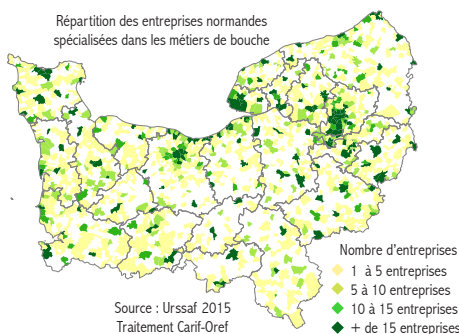 Répartition des entreprises normandes
spécialisées dans les métiers de bouche
Nombre d'entreprises
1 à 5 entreprises
5 à 10 entreprises
10 à 15 entreprises
+ de 15 entreprises
Source : Urssaf 2015
Traitement Carif-Oref